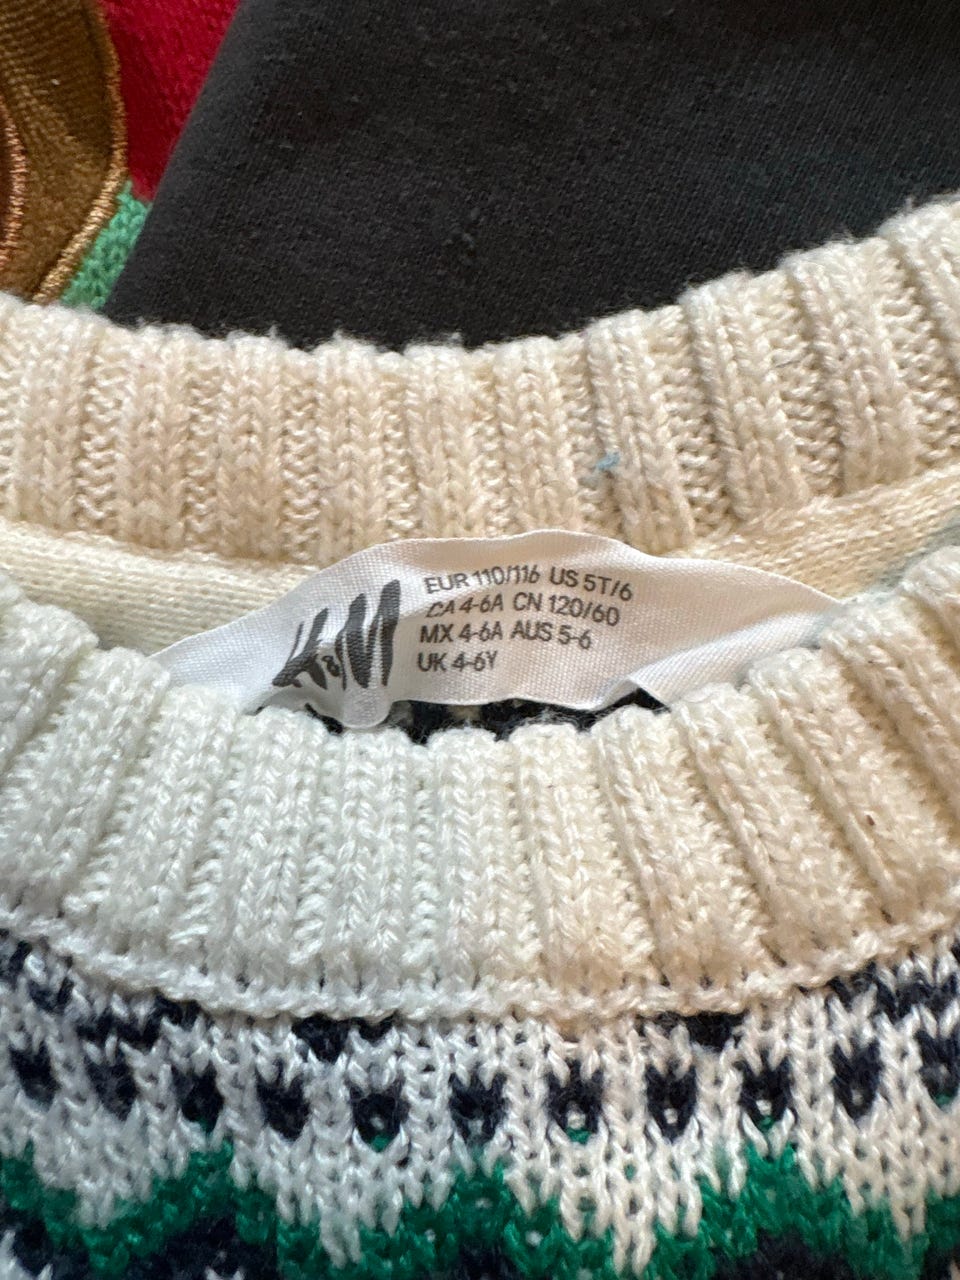 H&M
EUR 110/116 US 5T/6
CA 4-6A CN 120/60
MX 4-6A AUS 5-6
UK 4-6Y